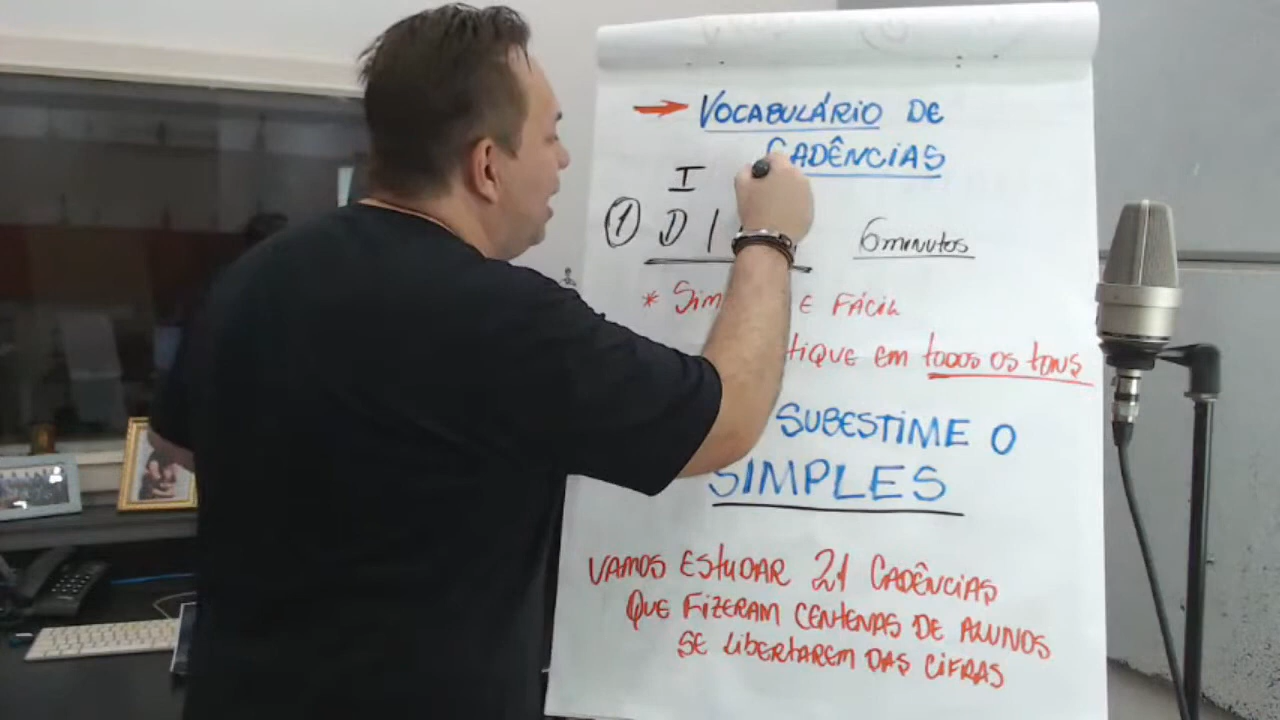 → VOCABULÁRIO DE
CADÊNCIAS
I
① D |
6 minutos
* E FÁCIL
EM todos os tons
SUBESTIME O
SIMPLES
VAMOS EStUDAR 21 CADÊNCIAS
QUE FIZERAM CENTENAS DE ALUNOS
SE LIBERTAREM DAS CIFRAS